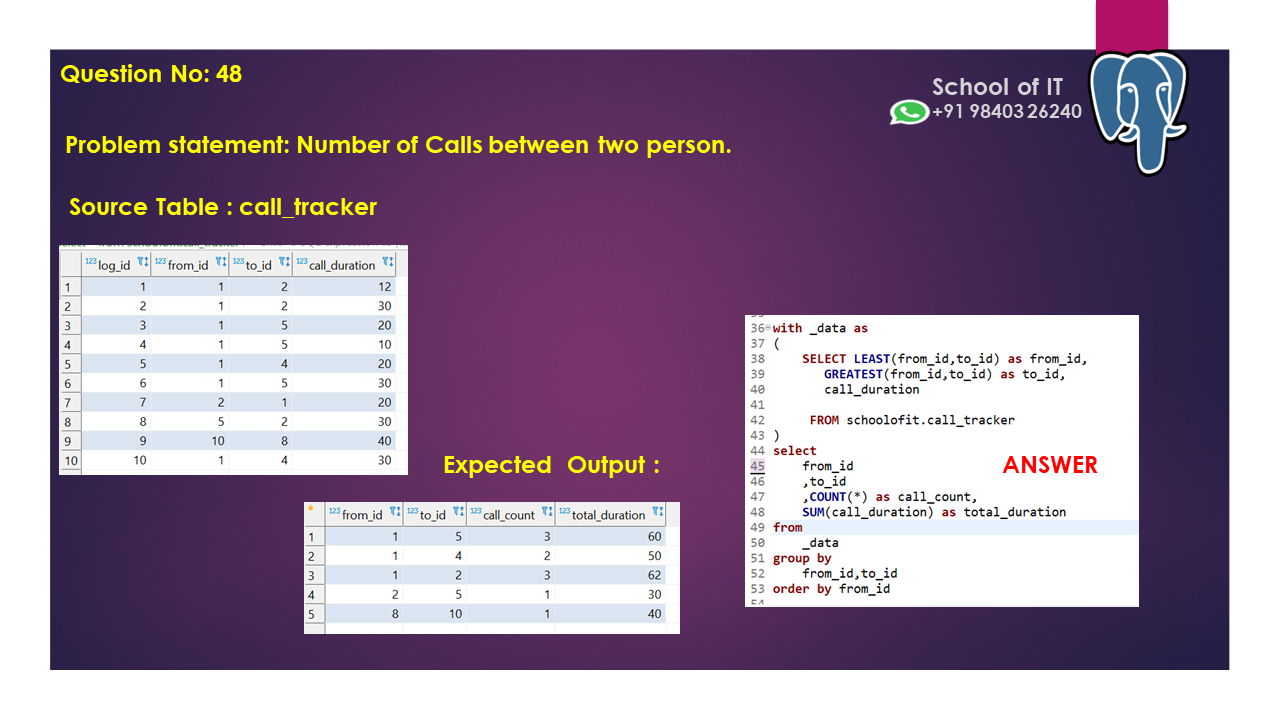 Question No: 48
School of IT
+91 98403 26240
Problem statement: Number of Calls between two person.
Source Table : call_tracker
123 log_id 123 from_id 123 to_id 123 call_duration
1 1 1 2 12
2 2 1 2 30
3 3 1 5 20
4 4 1 5 10
5 5 1 4 20
6 6 1 5 30
7 7 2 1 20
8 8 5 2 30
9 9 10 8 40
10 10 1 4 30
Expected Output :
123 from_id 123 to_id 123 call_count 123 total_duration
1 1 5 3 60
2 1 4 2 50
3 1 2 3 62
4 2 5 1 30
5 8 10 1 40
36 with _data as
37 (
38 SELECT LEAST(from_id,to_id) as from_id,
39 GREATEST(from_id,to_id) as to_id,
40 call_duration
41
42 FROM schoolofit.call_tracker
43 )
44 select
45 from_id
46 ,to_id
47 ,COUNT(*) as call_count,
48 SUM(call_duration) as total_duration
49 from
50 _data
51 group by
52 from_id,to_id
53 order by from_id
ANSWER